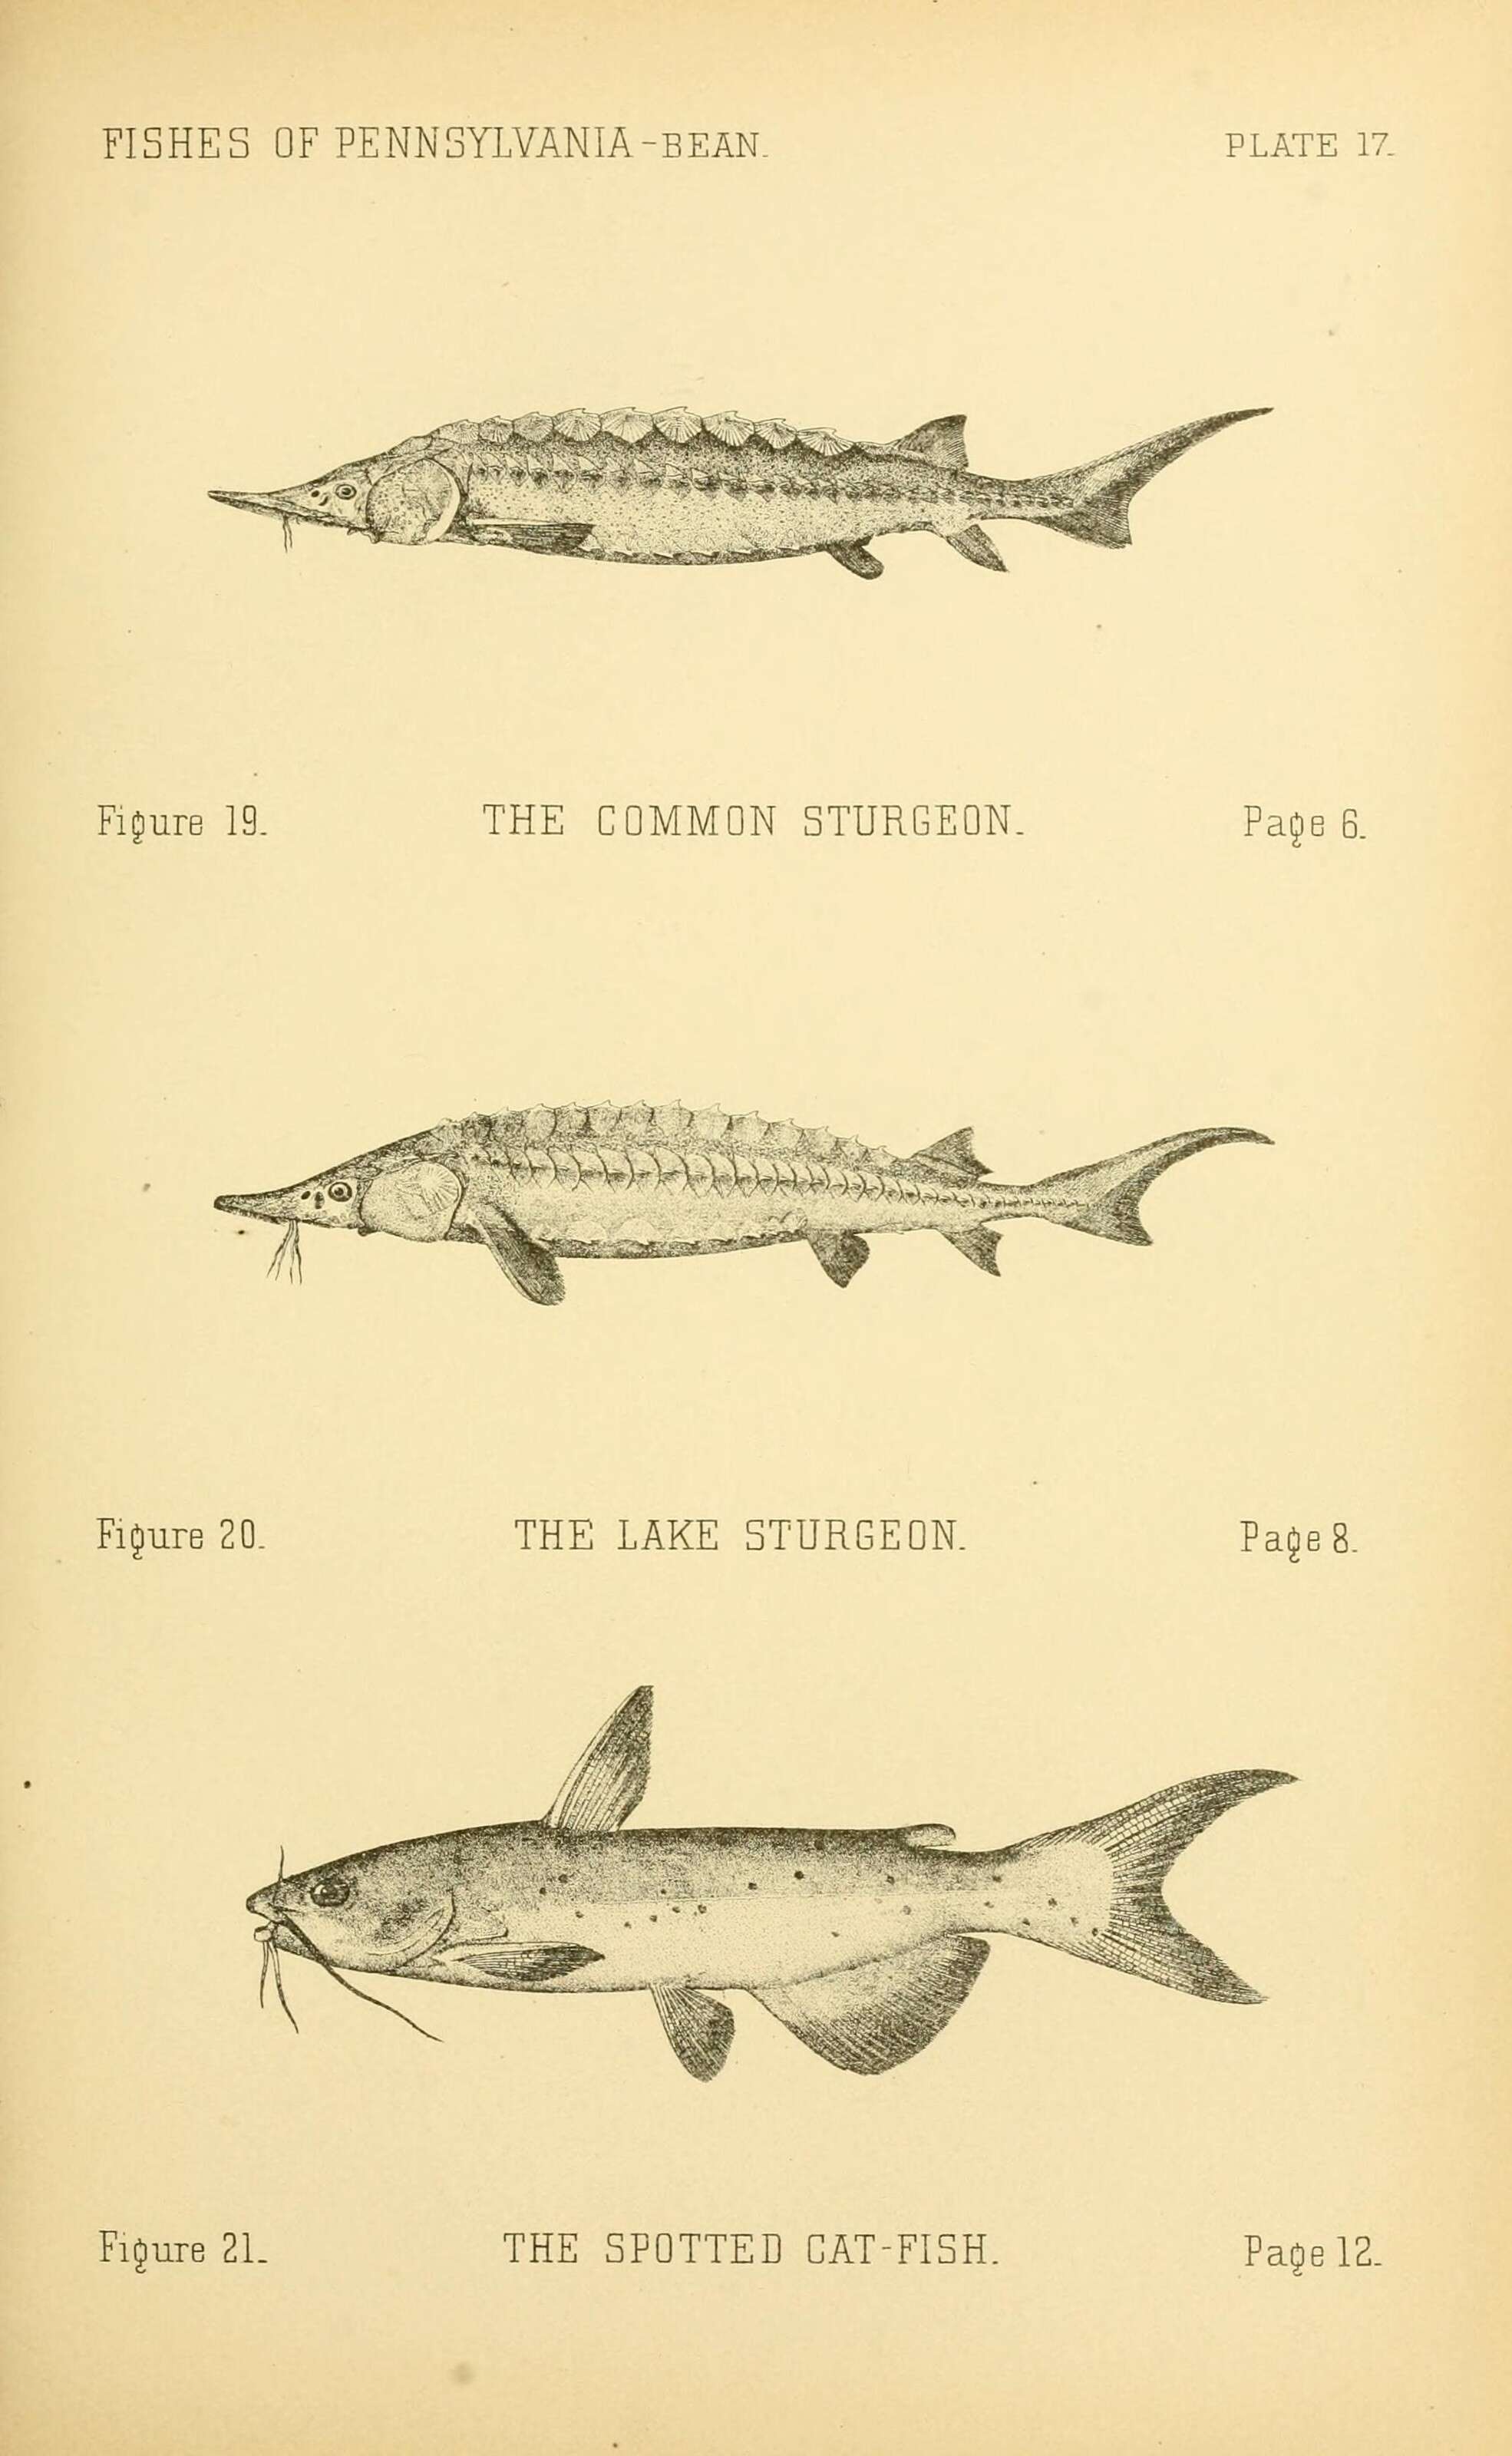 FISHES OF PENNSYLVANIA-BEAN. PLATE 17.
Figure 19. THE COMMON STURGEON. Page 6.
Figure 20. THE LAKE STURGEON. Page 8.
Figure 21. THE SPOTTED CAT-FISH. Page 12.